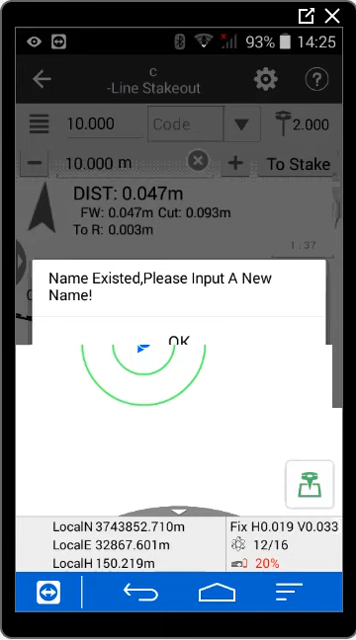 93% 14:25
c
-Line Stakeout
10.000 Code 2.000
10.000 m To Stake
DIST: 0.047m
FW: 0.047m Cut: 0.093m
To R: 0.003m
1 : 37
Name Existed,Please Input A New
Name!
OK
LocalN 3743852.710m Fix H0.019 V0.033
LocalE 32867.601m 12/16
LocalH 150.219m 20%